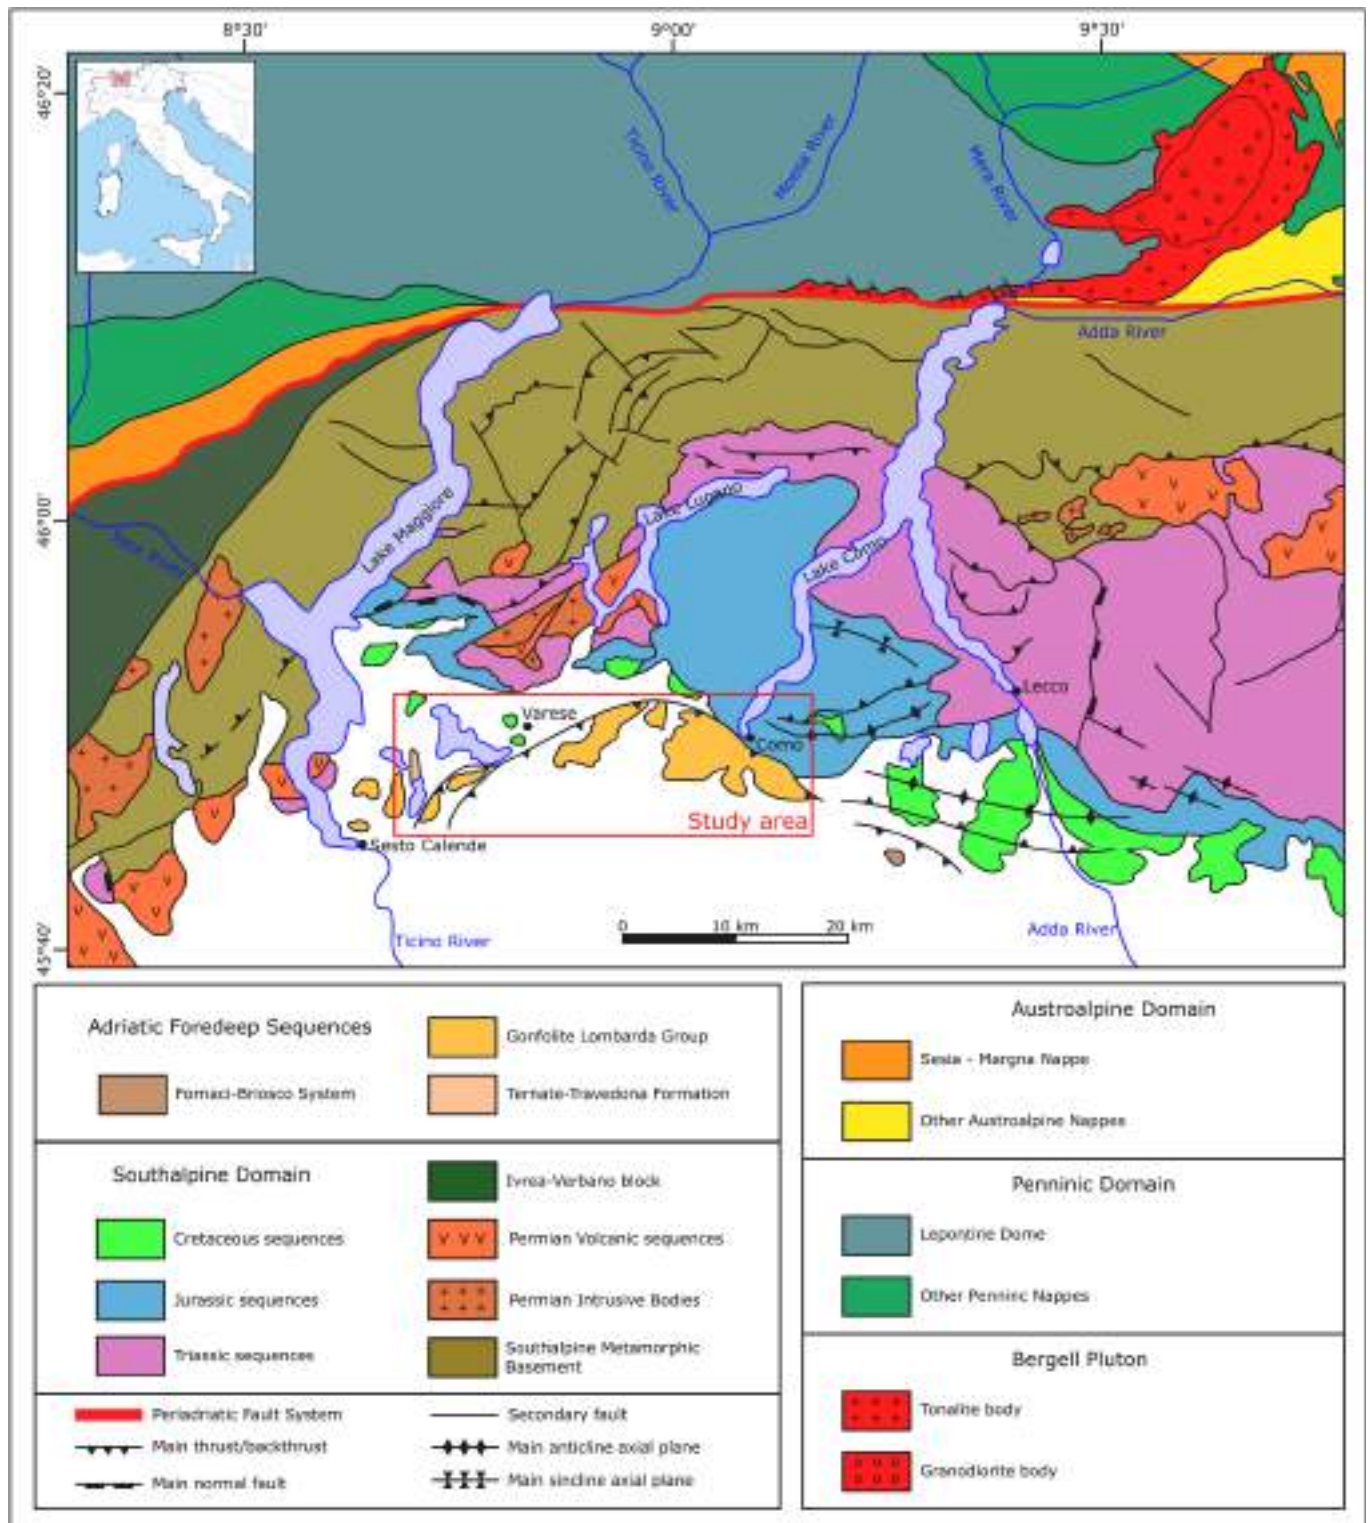 8°30'
9°00'
9°30'
46°20'
46°00'
45°40'
Ticino River
Moesa River
Mera River
Adda River
Lake Maggiore
Lake Lugano
Lake Como
Lecco
Varese
Como
Study area
Sesto Calende
0 10 km 20 km
Ticino River
Adda River
Adriatic Foredeep Sequences
Fornaci-Briosco System
Gonfolite Lombarda Group
Ternate-Travedona Formation
Southalpine Domain
Cretaceous sequences
Jurassic sequences
Triassic sequences
Ivrea-Verbano block
Permian Volcanic sequences
Permian Intrusive Bodies
Southalpine Metamorphic
Basement
Periadriatic Fault System
Main thrust/backthrust
Main normal fault
Secondary fault
Main anticline axial plane
Main sincline axial plane
Austroalpine Domain
Sesia - Margna Nappe
Other Austroalpine Nappes
Penninic Domain
Lepontine Dome
Other Penninc Nappes
Bergell Pluton
Tonalite body
Granodiorite body